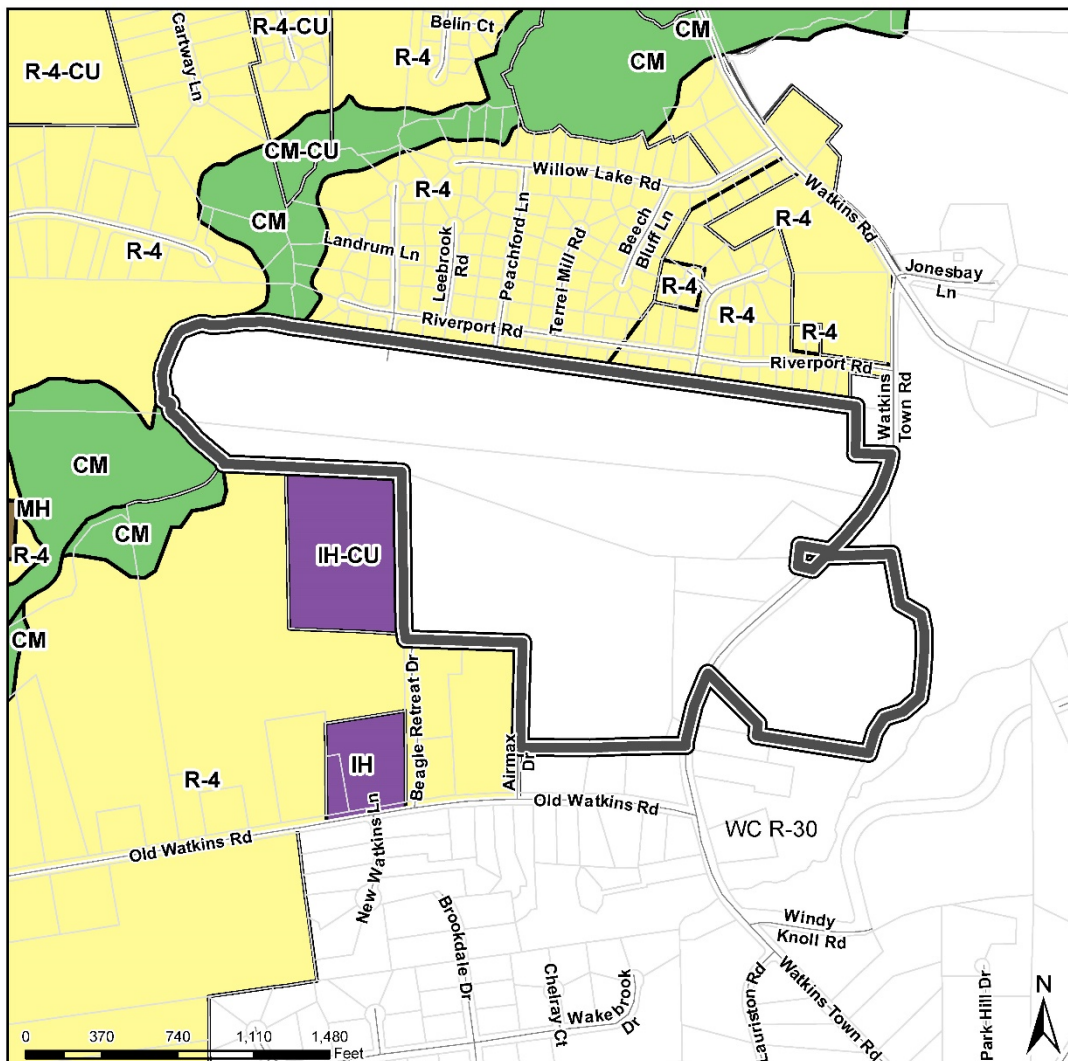 Belin Ct
R-4-CU
CM
R-4-CU
Cartway Ln
R-4
CM
CM-CU
Willow Lake Rd
R-4
Watkins Rd
CM
Peachford Ln
Beech
Bluff Ln
R-4
R-4
Landrum Ln
Leebrook
Rd
Terrel Mill Rd
Jonesbay
Ln
R-4
R-4
Riverport Rd
R-4
Riverport Rd
Watkins
Town Rd
CM
MH
CM
R-4
IH-CU
CM
Beagle Retreat Dr
Airmax
Dr
IH
R-4
Old Watkins Rd
WC R-30
Old Watkins Rd
New Watkins Ln
Brookdale Dr
Windy
Knoll Rd
Chelray Ct
Wakebrook
Dr
Lauriston Rd
Watkins Town Rd
Park Hill Dr
N
0 370 740 1,110 1,480
Feet